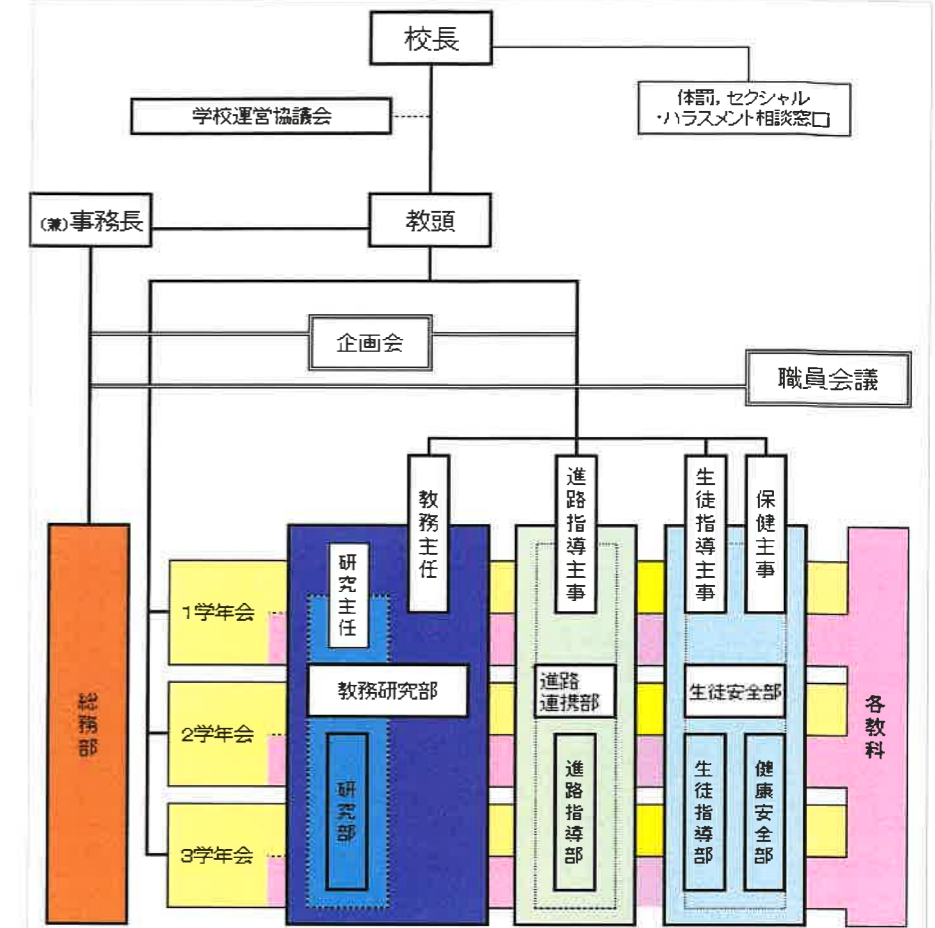 校長
体罰，セクシャル
・ハラスメント相談窓口
学校運営協議会
（兼）事務長
教頭
企画会
職員会議
教務主任
進路指導主事
生徒指導主事
保健主事
研究主任
1学年会
教務研究部
進路
連携部
生徒安全部
総務部
2学年会
各教科
研究部
進路指導部
生徒指導部
健康安全部
3学年会